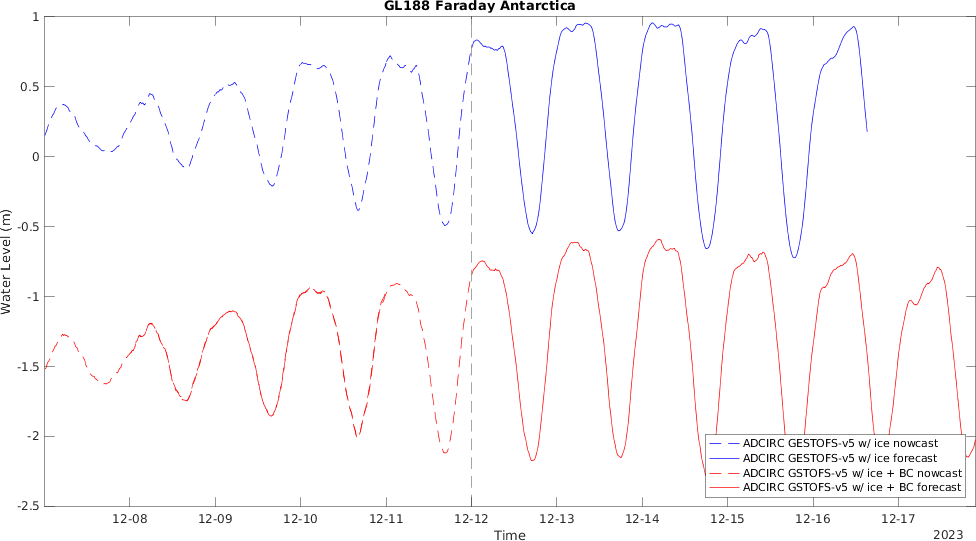 GL188 Faraday Antarctica
1
0.5
0
-0.5
-1
-1.5
-2
-2.5
Water Level (m)
ADCIRC GESTOFS-v5 w/ ice nowcast
ADCIRC GESTOFS-v5 w/ ice forecast
ADCIRC GSTOFS-v5 w/ ice + BC nowcast
ADCIRC GSTOFS-v5 w/ ice + BC forecast
12-08 12-09 12-10 12-11 12-12 12-13 12-14 12-15 12-16 12-17
Time
2023